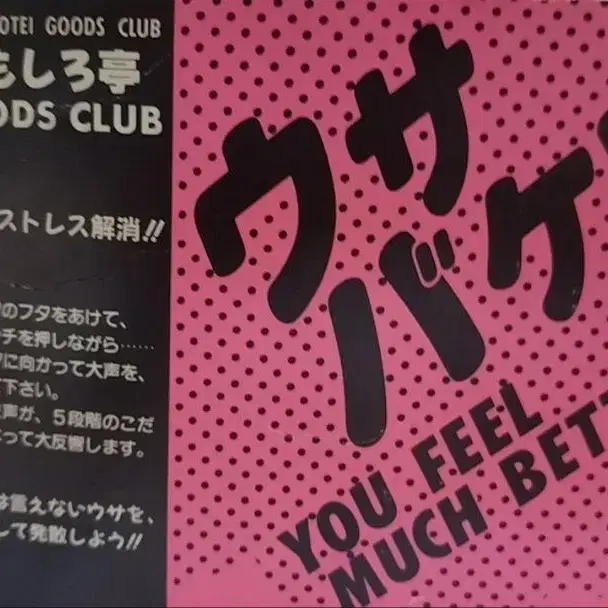 OTEI GOODS CLUB
もしろ亭
ODS CLUB
ストレス解消!!
のフタをあけて、
チを押しながら……
に向かって大声を、
下さい。
声が、5段階のこだ
って大反響します。
言えないウサを、
して発散しよう!!
ウサ
バケ
YOU FEEL
MUCH BETT